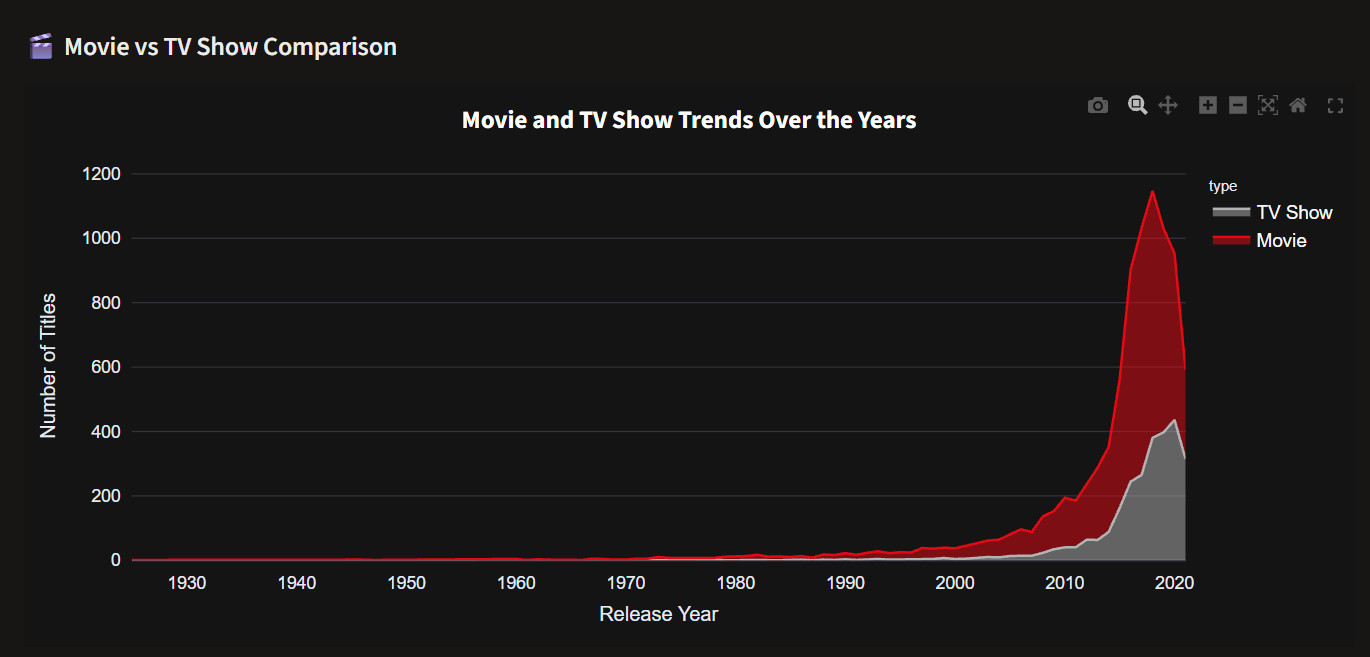 Movie vs TV Show Comparison
Movie and TV Show Trends Over the Years
type
TV Show
Movie
Number of Titles
1200
1000
800
600
400
200
0
1930 1940 1950 1960 1970 1980 1990 2000 2010 2020
Release Year